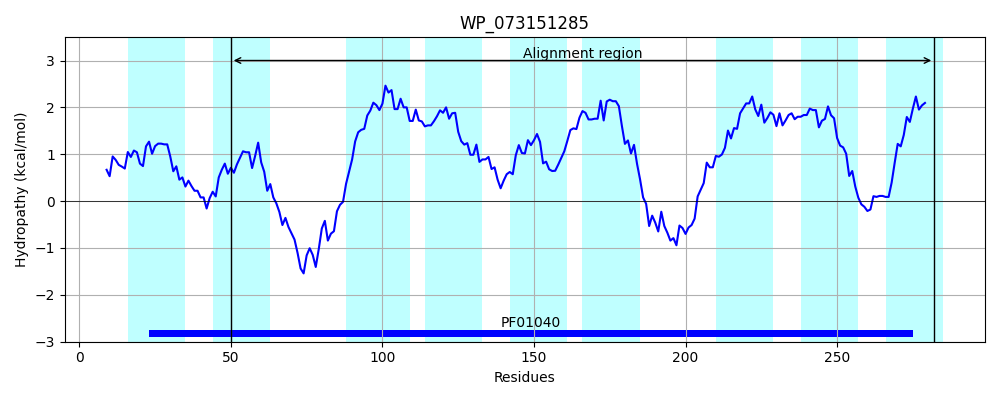 WP_073151285
Alignment region
3
2
1
0
−1
−2
−3
Hydropathy (kcal/mol)
PF01040
0
50
100
150
200
250
Residues